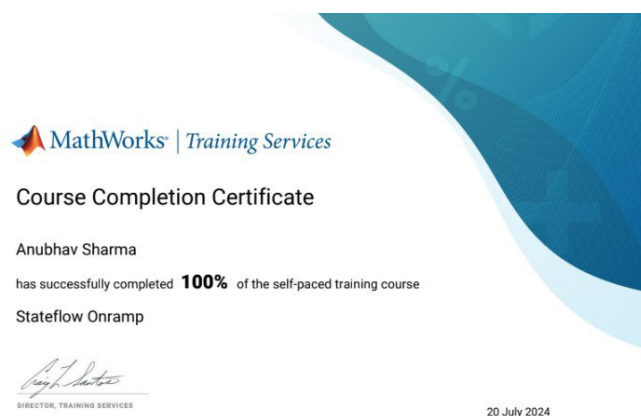 MathWorks® | Training Services
Course Completion Certificate
Anubhav Sharma
has successfully completed 100% of the self-paced training course
Stateflow Onramp
DIRECTOR, TRAINING SERVICES
20 July 2024